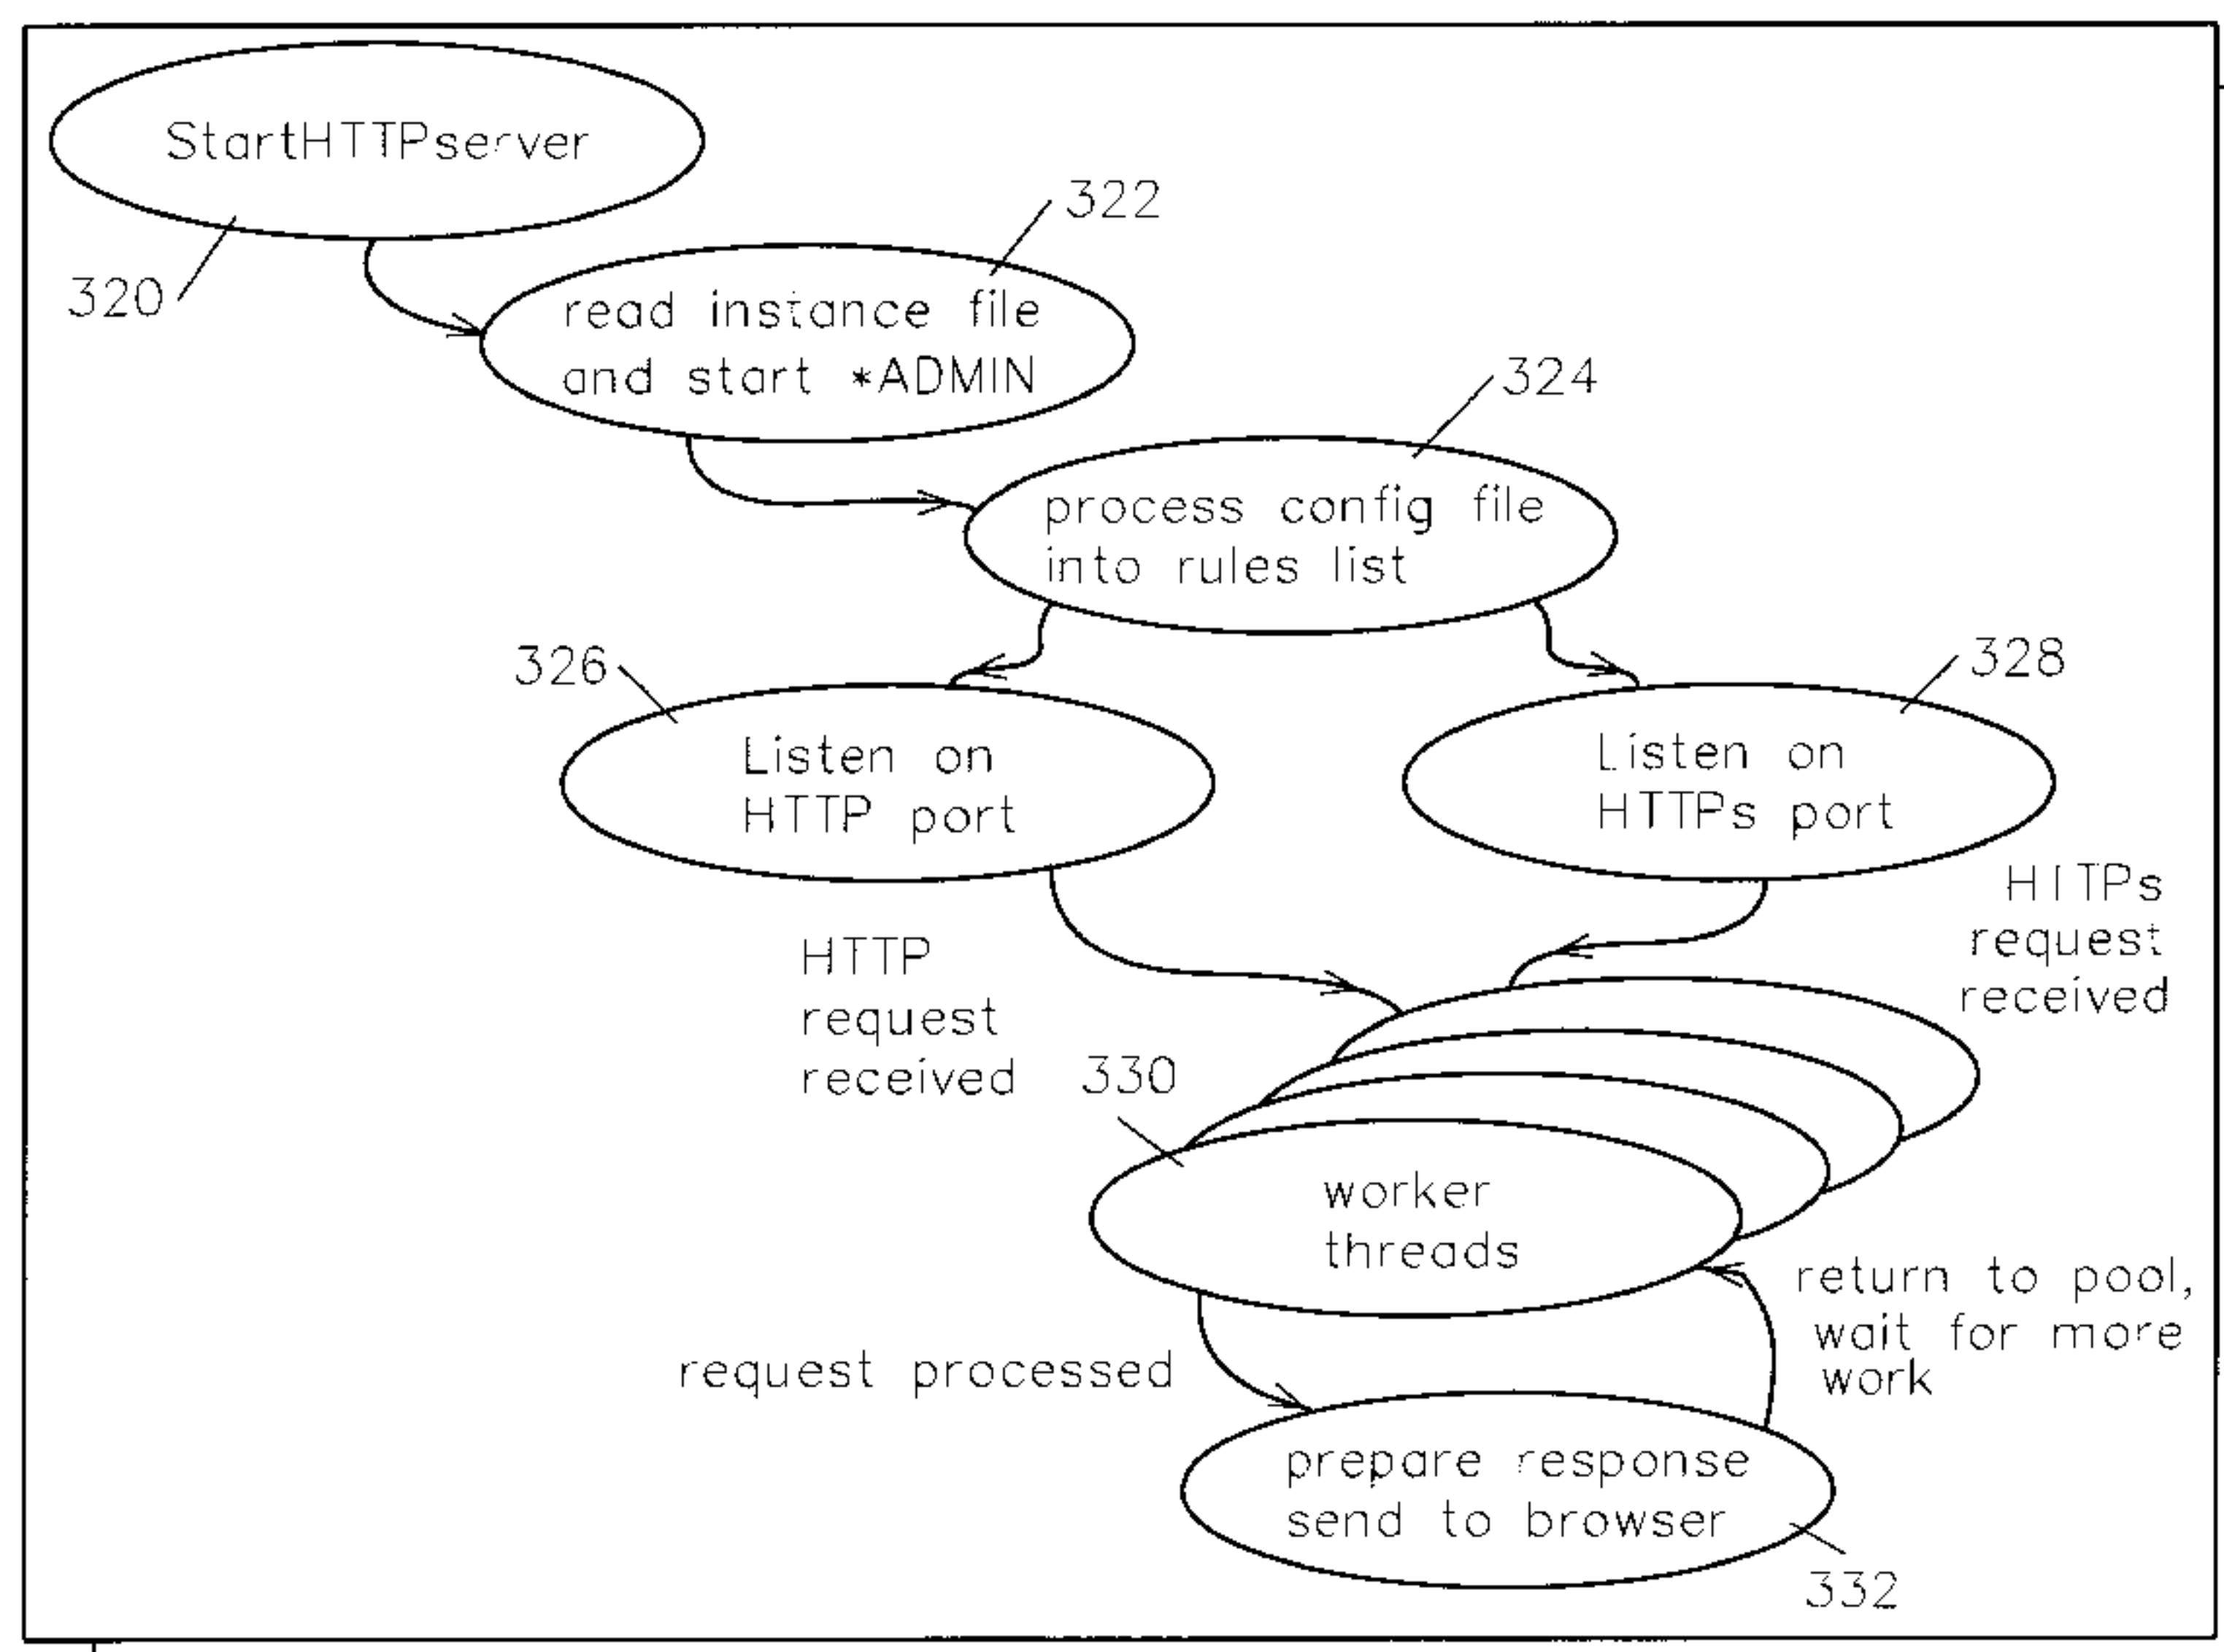 StartHTTPserver
320
322
read instance file
and start *ADMIN
324
process config file
into rules list
326
Listen on
HTTP port
328
Listen on
HTTPs port
HTTP
request
received
HTTPs
request
received
330
worker
threads
request processed
return to pool,
wait for more
work
prepare response
send to browser
332